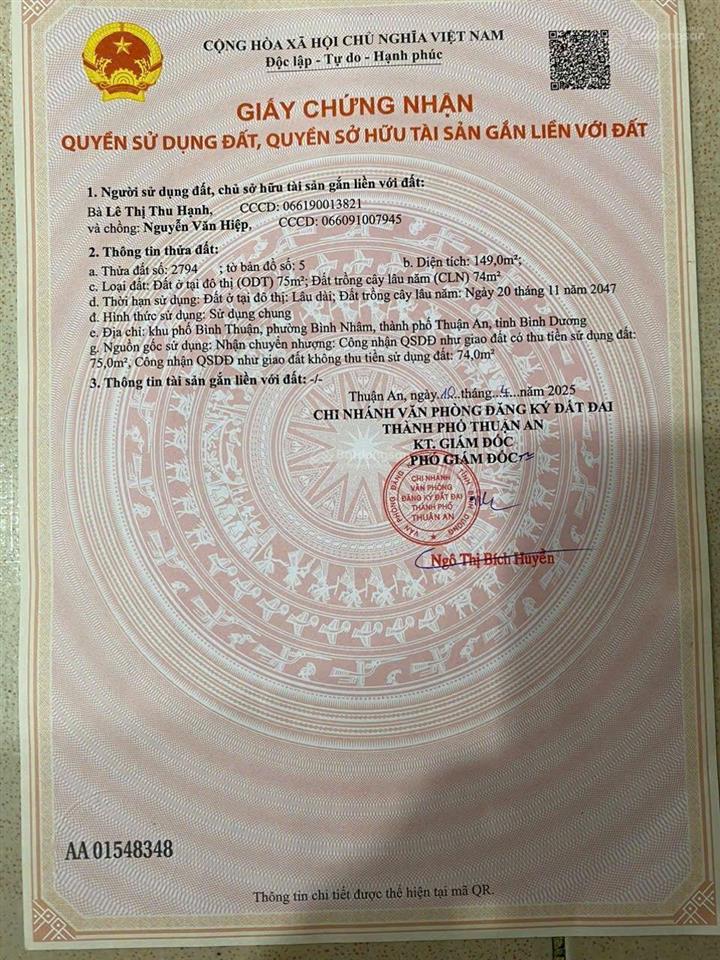 CỘNG HÒA XÃ HỘI CHỦ NGHĨA VIỆT NAM
Độc lập - Tự do - Hạnh phúc
GIẤY CHỨNG NHẬN
QUYỀN SỬ DỤNG ĐẤT, QUYỀN SỞ HỮU TÀI SẢN GẮN LIỀN VỚI ĐẤT
1. Người sử dụng đất, chủ sở hữu tài sản gắn liền với đất:
Bà Lê Thị Thu Hạnh, CCCD: 066190013821
và chồng: Nguyễn Văn Hiệp, CCCD: 066091007945
2. Thông tin thửa đất:
a. Thửa đất số: 2794 ; tờ bản đồ số: 5 b. Diện tích: 149,0m²;
c. Loại đất: Đất ở tại đô thị (ODT) 75m²; Đất trồng cây lâu năm (CLN) 74m²
d. Thời hạn sử dụng: Đất ở tại đô thị: Lâu dài; Đất trồng cây lâu năm: Ngày 20 tháng 11 năm 2047
đ. Hình thức sử dụng: Sử dụng chung
e. Địa chỉ: khu phố Bình Thuận, phường Bình Nhâm, thành phố Thuận An, tỉnh Bình Dương
g. Nguồn gốc sử dụng: Nhận chuyển nhượng: Công nhận QSDĐ như giao đất có thu tiền sử dụng đất:
75,0m², Công nhận QSDĐ như giao đất không thu tiền sử dụng đất: 74,0m²
3. Thông tin tài sản gắn liền với đất: -/-
Thuận An, ngày 10 tháng 4 năm 2025
CHI NHÁNH VĂN PHÒNG ĐĂNG KÝ ĐẤT ĐAI
THÀNH PHỐ THUẬN AN
KT. GIÁM ĐỐC
PHÓ GIÁM ĐỐC
VĂN PHÒNG ĐĂNG TỈNH BÌNH DƯƠNG
CHI NHÁNH
VĂN PHÒNG
ĐĂNG KÝ ĐẤT ĐAI
THÀNH PHỐ
THUẬN AN
Ngô Thị Bích Huyền
AA 01548348
Thông tin chi tiết được thể hiện tại mã QR.